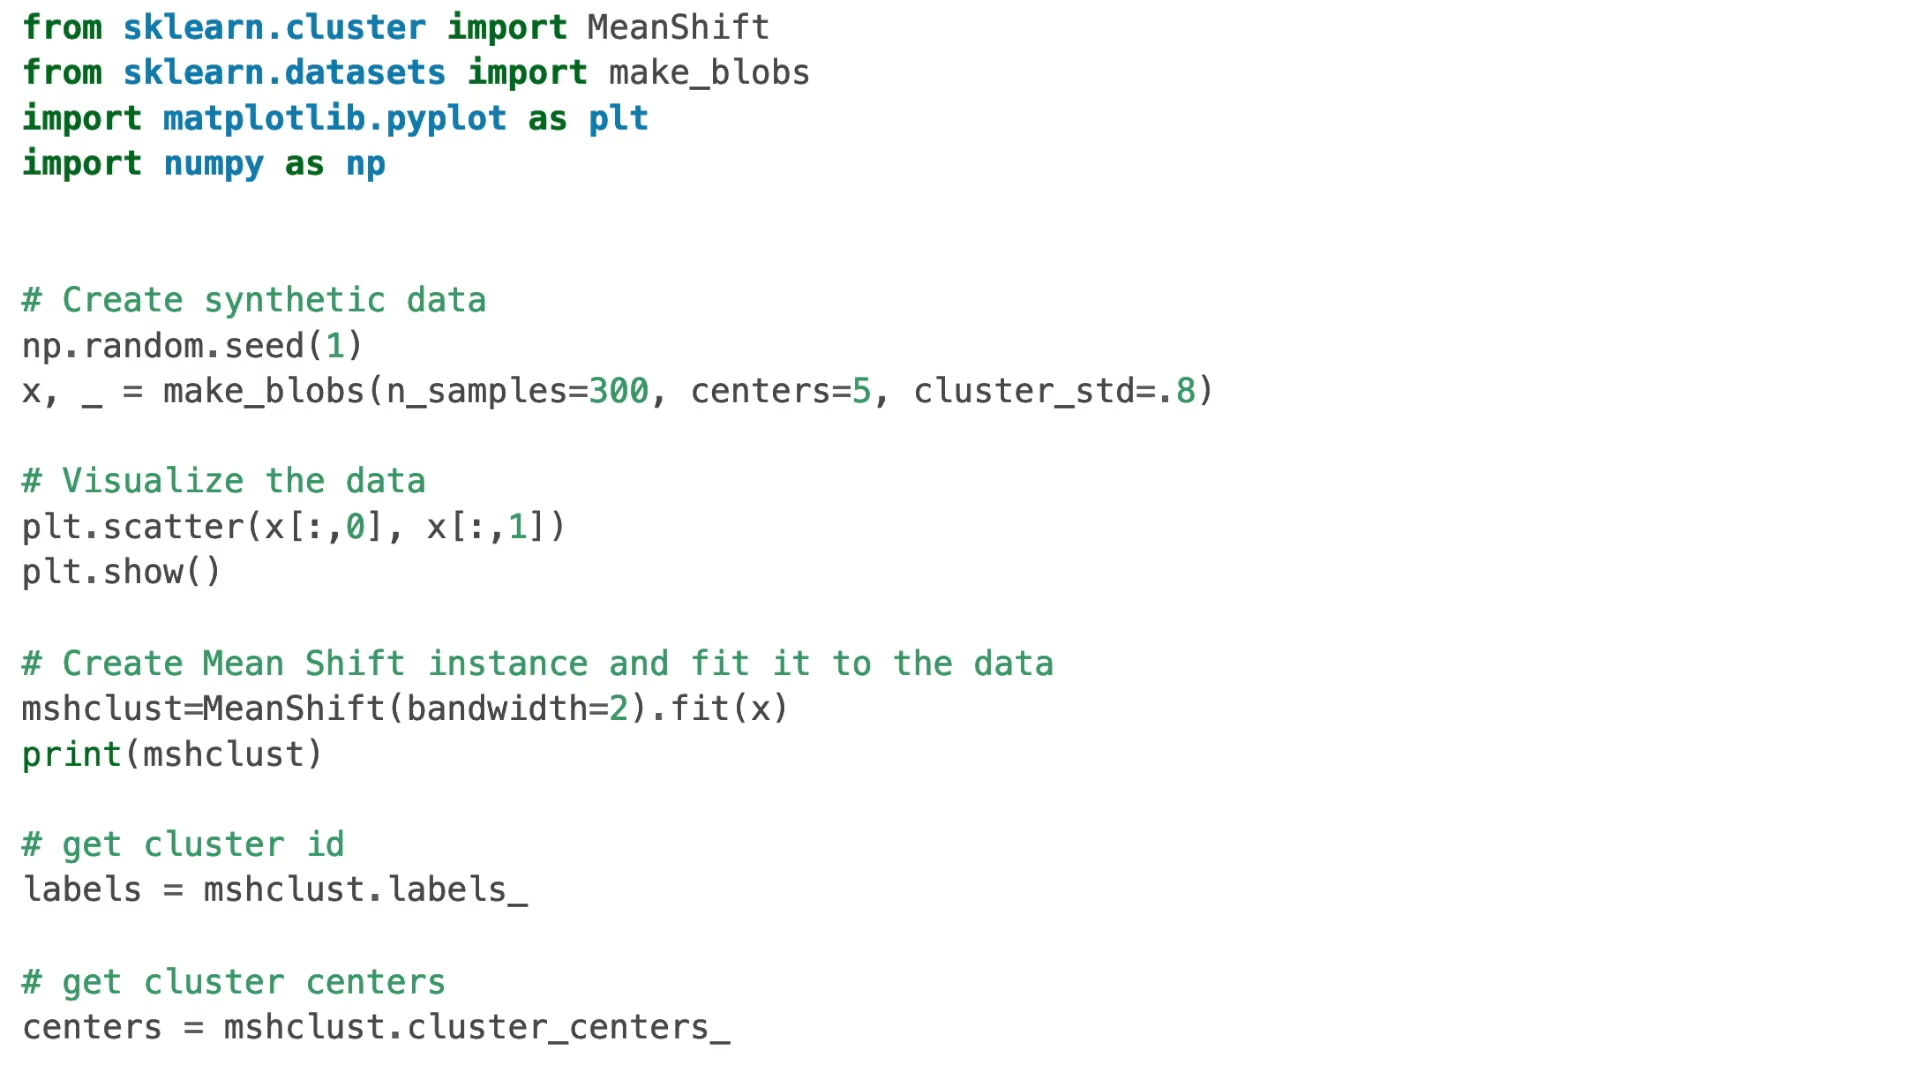 from sklearn.cluster import MeanShift
from sklearn.datasets import make_blobs
import matplotlib.pyplot as plt
import numpy as np
# Create synthetic data
np.random.seed(1)
x, _ = make_blobs(n_samples=300, centers=5, cluster_std=.8)
# Visualize the data
plt.scatter(x[:,0], x[:,1])
plt.show()
# Create Mean Shift instance and fit it to the data
mshclust=MeanShift(bandwidth=2).fit(x)
print(mshclust)
# get cluster id
labels = mshclust.labels_
# get cluster centers
centers = mshclust.cluster_centers_